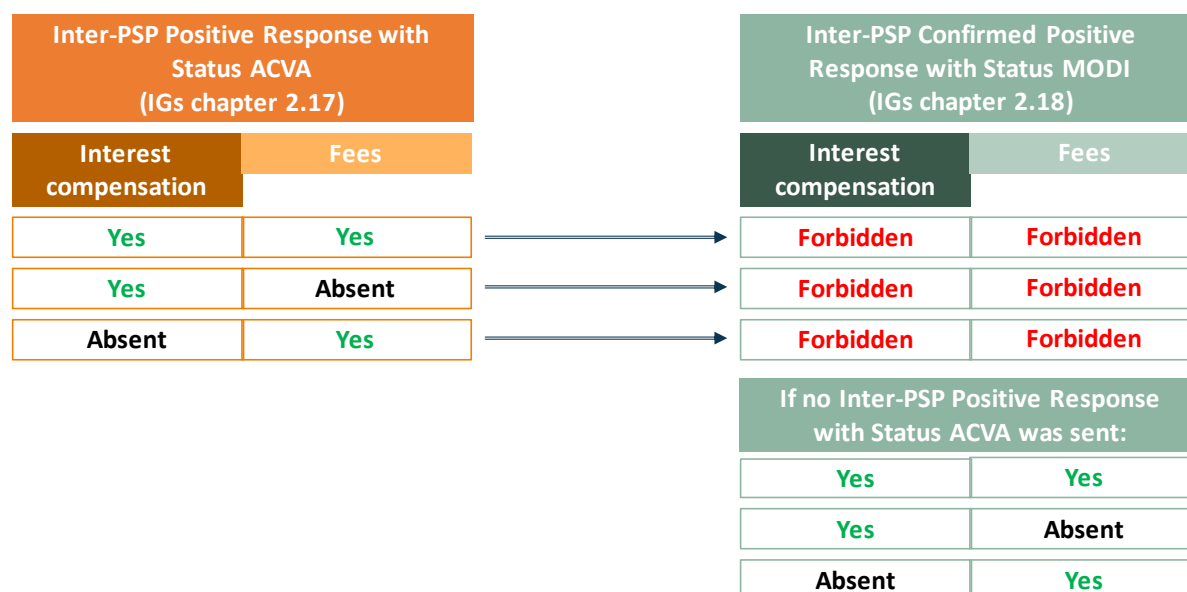 Inter-PSP Positive Response with
Status ACVA
(IGs chapter 2.17)
Inter-PSP Confirmed Positive
Response with Status MODI
(IGs chapter 2.18)
Interest
compensation
Fees
Interest
compensation
Fees
Yes Yes Forbidden Forbidden
Yes Absent Forbidden Forbidden
Absent Yes Forbidden Forbidden
If no Inter-PSP Positive Response
with Status ACVA was sent:
Yes Yes
Yes Absent
Absent Yes